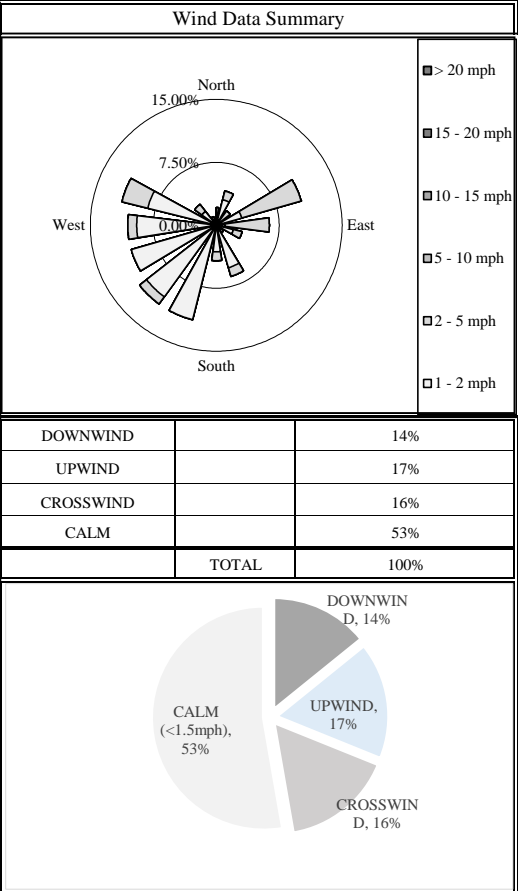 Wind Data Summary
North
15.00%
7.50%
West
0.00%
East
South
> 20 mph
15 - 20 mph
10 - 15 mph
5 - 10 mph
2 - 5 mph
1 - 2 mph
DOWNWIND 14%
UPWIND 17%
CROSSWIND 16%
CALM 53%
TOTAL 100%
DOWNWIN
D, 14%
UPWIND,
17%
CALM
(<1.5mph),
53%
CROSSWIN
D, 16%